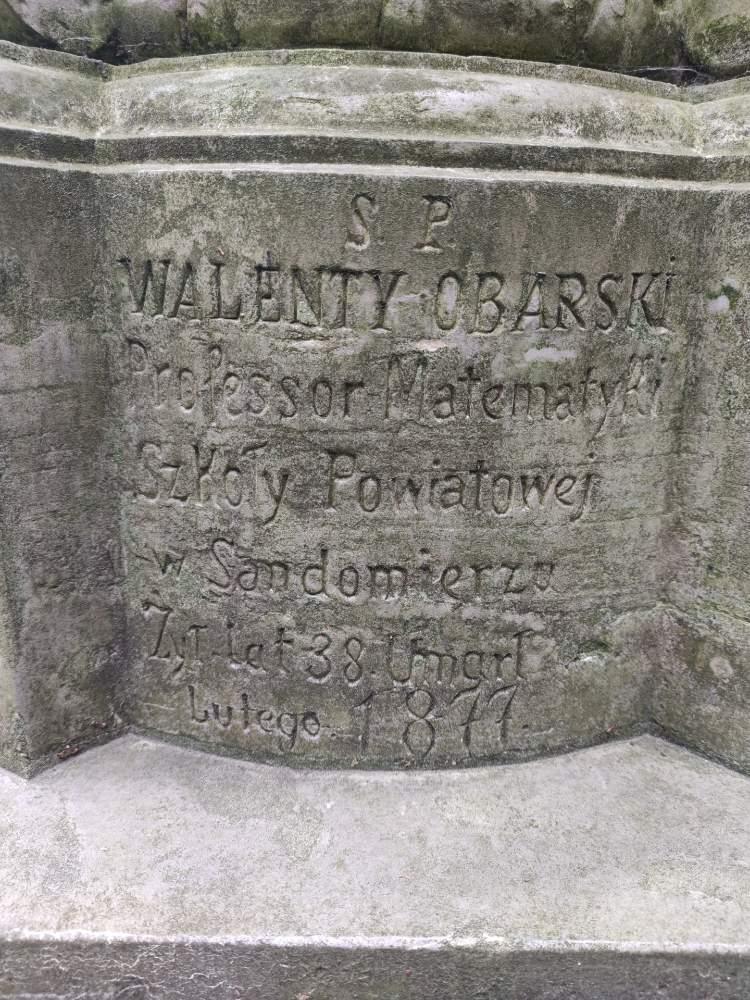 S. P.
WALENTY OBARSKI
Professor Matematyki
Szkoły Powiatowej
w Sandomierzu
Żył lat 38. Umarł
Lutego 1877.